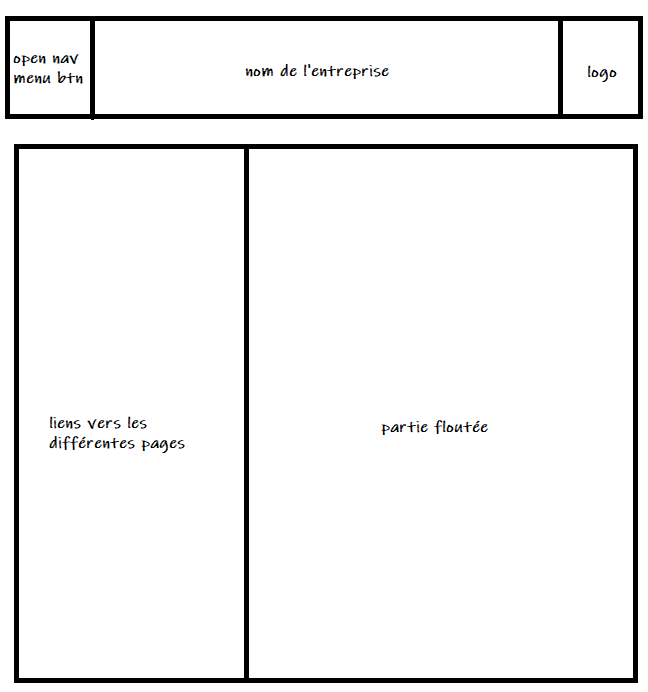 open nav
menu btn
nom de l'entreprise
logo
liens vers les
différentes pages
partie floutée